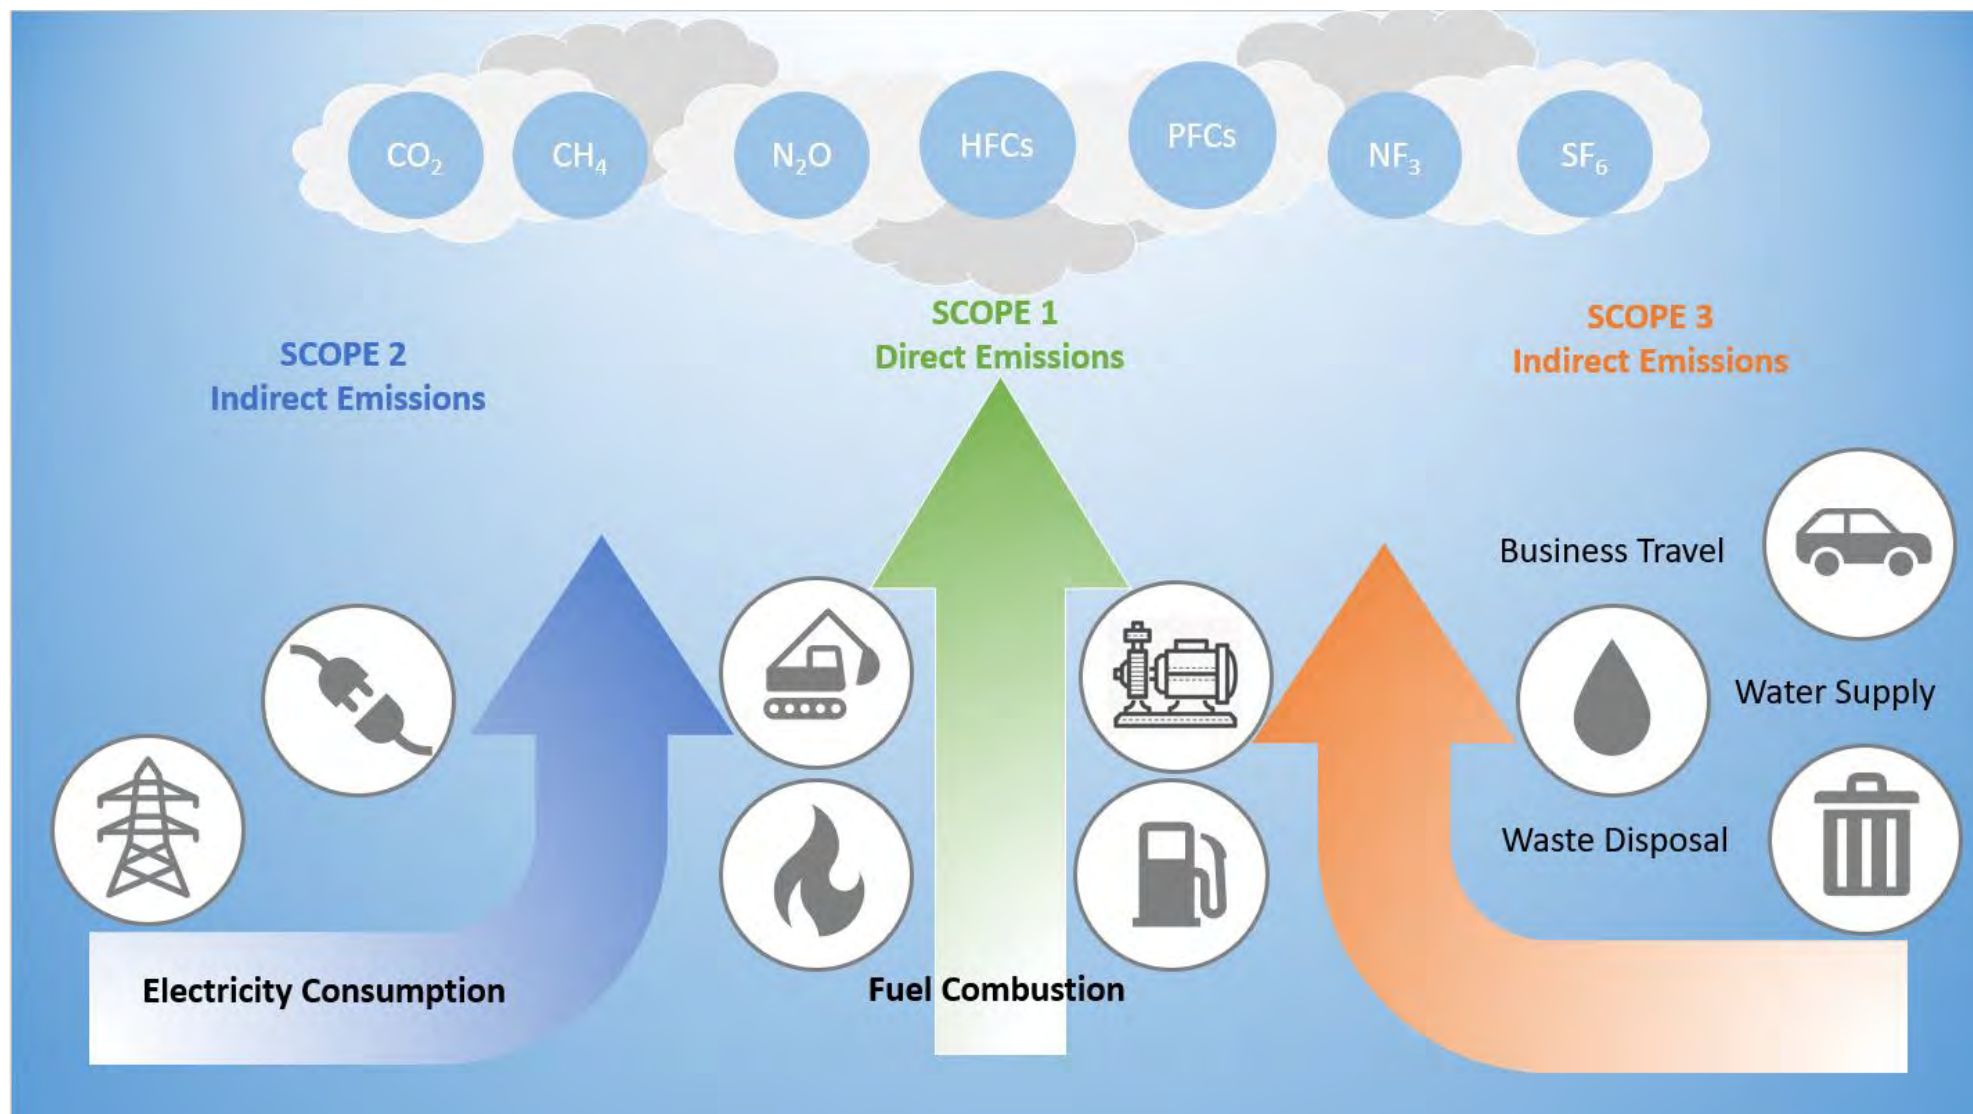 CO₂
CH₄
N₂O
HFCs
PFCs
NF₃
SF₆
SCOPE 2
Indirect Emissions
SCOPE 1
Direct Emissions
SCOPE 3
Indirect Emissions
Business Travel
Water Supply
Waste Disposal
Electricity Consumption
Fuel Combustion